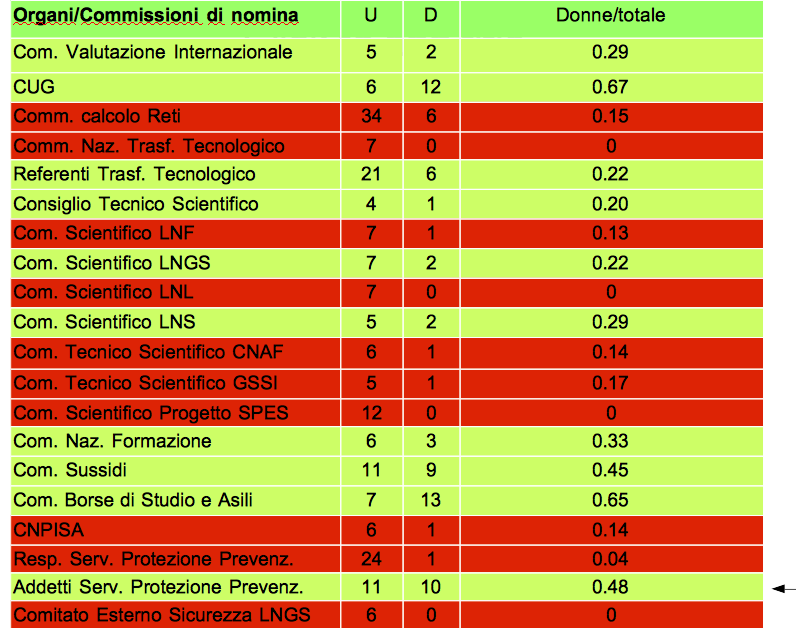 Organi/Commissioni di nomina U D Donne/totale
Com. Valutazione Internazionale 5 2 0.29
CUG 6 12 0.67
Comm. calcolo Reti 34 6 0.15
Comm. Naz. Trasf. Tecnologico 7 0 0
Referenti Trasf. Tecnologico 21 6 0.22
Consiglio Tecnico Scientifico 4 1 0.20
Com. Scientifico LNF 7 1 0.13
Com. Scientifico LNGS 7 2 0.22
Com. Scientifico LNL 7 0 0
Com. Scientifico LNS 5 2 0.29
Com. Tecnico Scientifico CNAF 6 1 0.14
Com. Tecnico Scientifico GSSI 5 1 0.17
Com. Scientifico Progetto SPES 12 0 0
Com. Naz. Formazione 6 3 0.33
Com. Sussidi 11 9 0.45
Com. Borse di Studio e Asili 7 13 0.65
CNPISA 6 1 0.14
Resp. Serv. Protezione Prevenz. 24 1 0.04
Addetti Serv. Protezione Prevenz. 11 10 0.48
Comitato Esterno Sicurezza LNGS 6 0 0